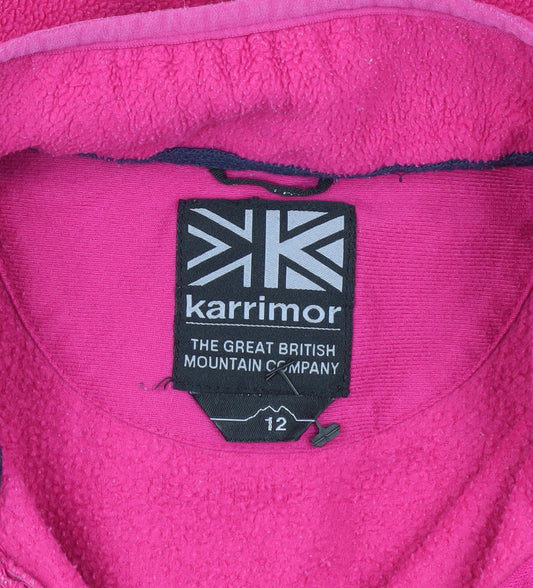 karrimor
THE GREAT BRITISH
MOUNTAIN COMPANY
12